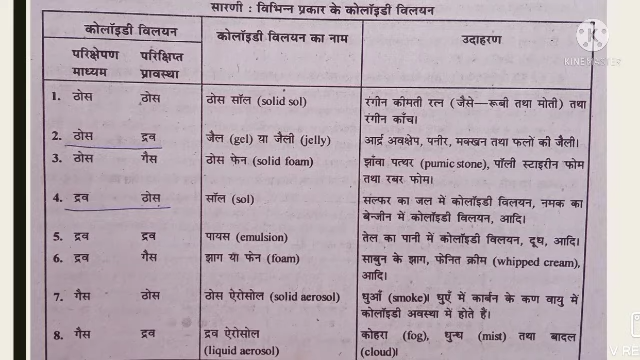 सारणी : विभिन्न प्रकार के कोलॉइडी विलयन
कोलॉइडी विलयन कोलॉइडी विलयन का नाम उदाहरण
परिक्षेपण परिक्षिप्त
माध्यम प्रावस्था
1. ठोस ठोस ठोस सॉल (solid sol) रंगीन कीमती रत्न (जैसे—रूबी तथा मोती) तथा
रंगीन काँच।
2. ठोस द्रव जैल (gel) या जैली (jelly) आर्द्र अवक्षेप, पनीर, मक्खन तथा फलों की जैली।
3. ठोस गैस ठोस फेन (solid foam) झाँवा पत्थर (pumic stone), पॉली स्टाइरीन फोम
तथा रबर फोम।
4. द्रव ठोस सॉल (sol) सल्फर का जल में कोलॉइडी विलयन, नमक का
बेन्जीन में कोलॉइडी विलयन, आदि।
5. द्रव द्रव पायस (emulsion) तेल का पानी में कोलॉइडी विलयन, दूध, आदि।
6. द्रव गैस झाग या फेन (foam) साबुन के झाग, फेनित क्रीम (whipped cream),
आदि।
7. गैस ठोस ठोस ऐरोसोल (solid aerosol) धुआँ (smoke)। धुएँ में कार्बन के कण वायु में
कोलॉइडी अवस्था में होते हैं।
8. गैस द्रव द्रव ऐरोसोल कोहरा (fog), धुन्ध (mist) तथा बादल
(liquid aerosol) (cloud)।